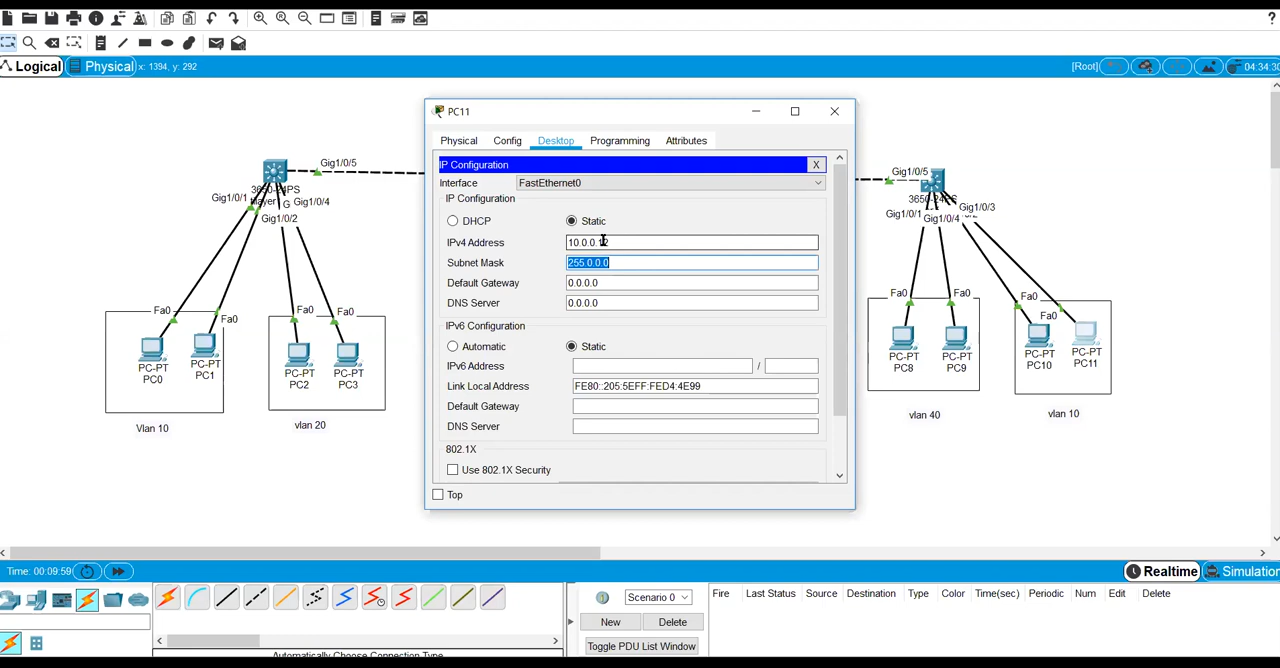 Logical
Physical
x: 1394, y: 292
[Root]
04:34:30
PC11
Physical
Config
Desktop
Programming
Attributes
IP Configuration
X
Interface
FastEthernet0
IP Configuration
DHCP
Static
IPv4 Address
10.0.0.12
Subnet Mask
255.0.0.0
Default Gateway
0.0.0.0
DNS Server
0.0.0.0
IPv6 Configuration
Automatic
Static
IPv6 Address
/
Link Local Address
FE80::205:5EFF:FED4:4E99
Default Gateway
DNS Server
802.1X
Use 802.1X Security
Top
Gig1/0/5
3650-24PS
Gig1/0/1
Gig1/0/4
Gig1/0/2
Fa0
Fa0
Fa0
Fa0
PC-PT
PC0
PC-PT
PC1
PC-PT
PC2
PC-PT
PC3
Vlan 10
vlan 20
Gig1/0/5
3650-24PS
Gig1/0/3
Gig1/0/1
Gig1/0/4
Fa0
Fa0
Fa0
Fa0
PC-PT
PC8
PC-PT
PC9
PC-PT
PC10
PC-PT
PC11
vlan 40
vlan 10
Time: 00:09:59
Realtime
Simulation
Scenario 0
New
Delete
Toggle PDU List Window
Fire
Last Status
Source
Destination
Type
Color
Time(sec)
Periodic
Num
Edit
Delete
Automatically Choose Connection Type